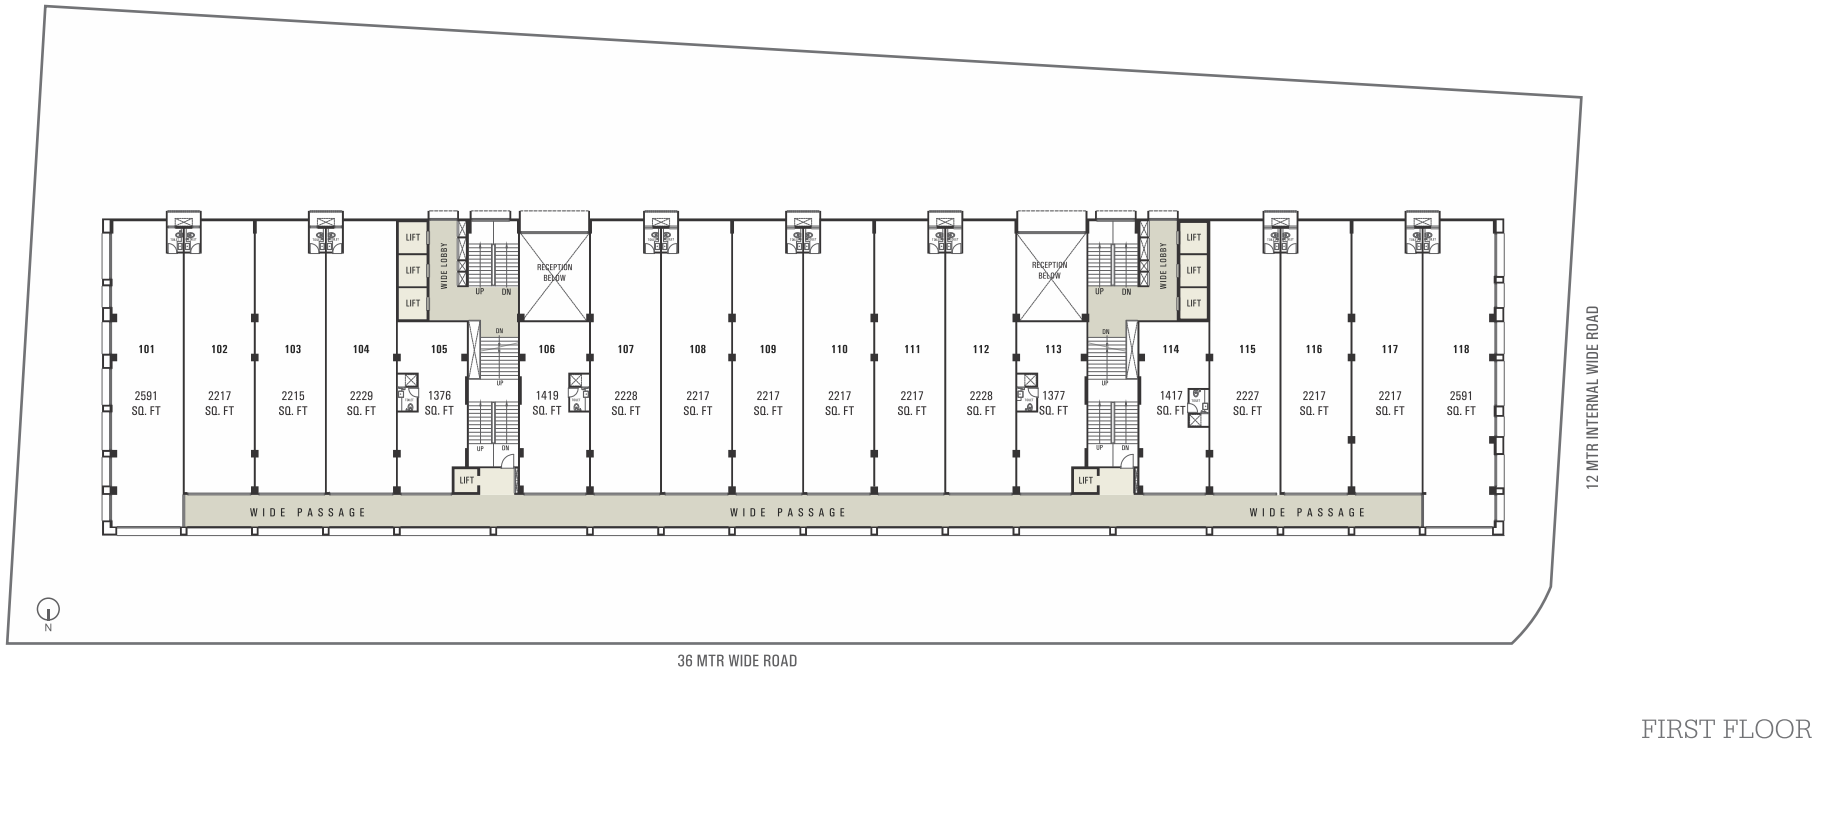 LIFT
LIFT
LIFT
WIDE LOBBY
UP DN
RECEPTION
BELOW
RECEPTION
BELOW
UP DN
WIDE LOBBY
LIFT
LIFT
LIFT
DN
DN
101 102 103 104 105 106 107 108 109 110 111 112 113 114 115 116 117 118
UP
UP
2591 2217 2215 2229 1376 1419 2228 2217 2217 2217 2217 2228 1377 1417 2227 2217 2217 2591
SQ. FT SQ. FT SQ. FT SQ. FT SQ. FT SQ. FT SQ. FT SQ. FT SQ. FT SQ. FT SQ. FT SQ. FT SQ. FT SQ. FT SQ. FT SQ. FT SQ. FT SQ. FT
UP DN
UP DN
LIFT
LIFT
WIDE PASSAGE WIDE PASSAGE WIDE PASSAGE
12 MTR INTERNAL WIDE ROAD
N
36 MTR WIDE ROAD
FIRST FLOOR